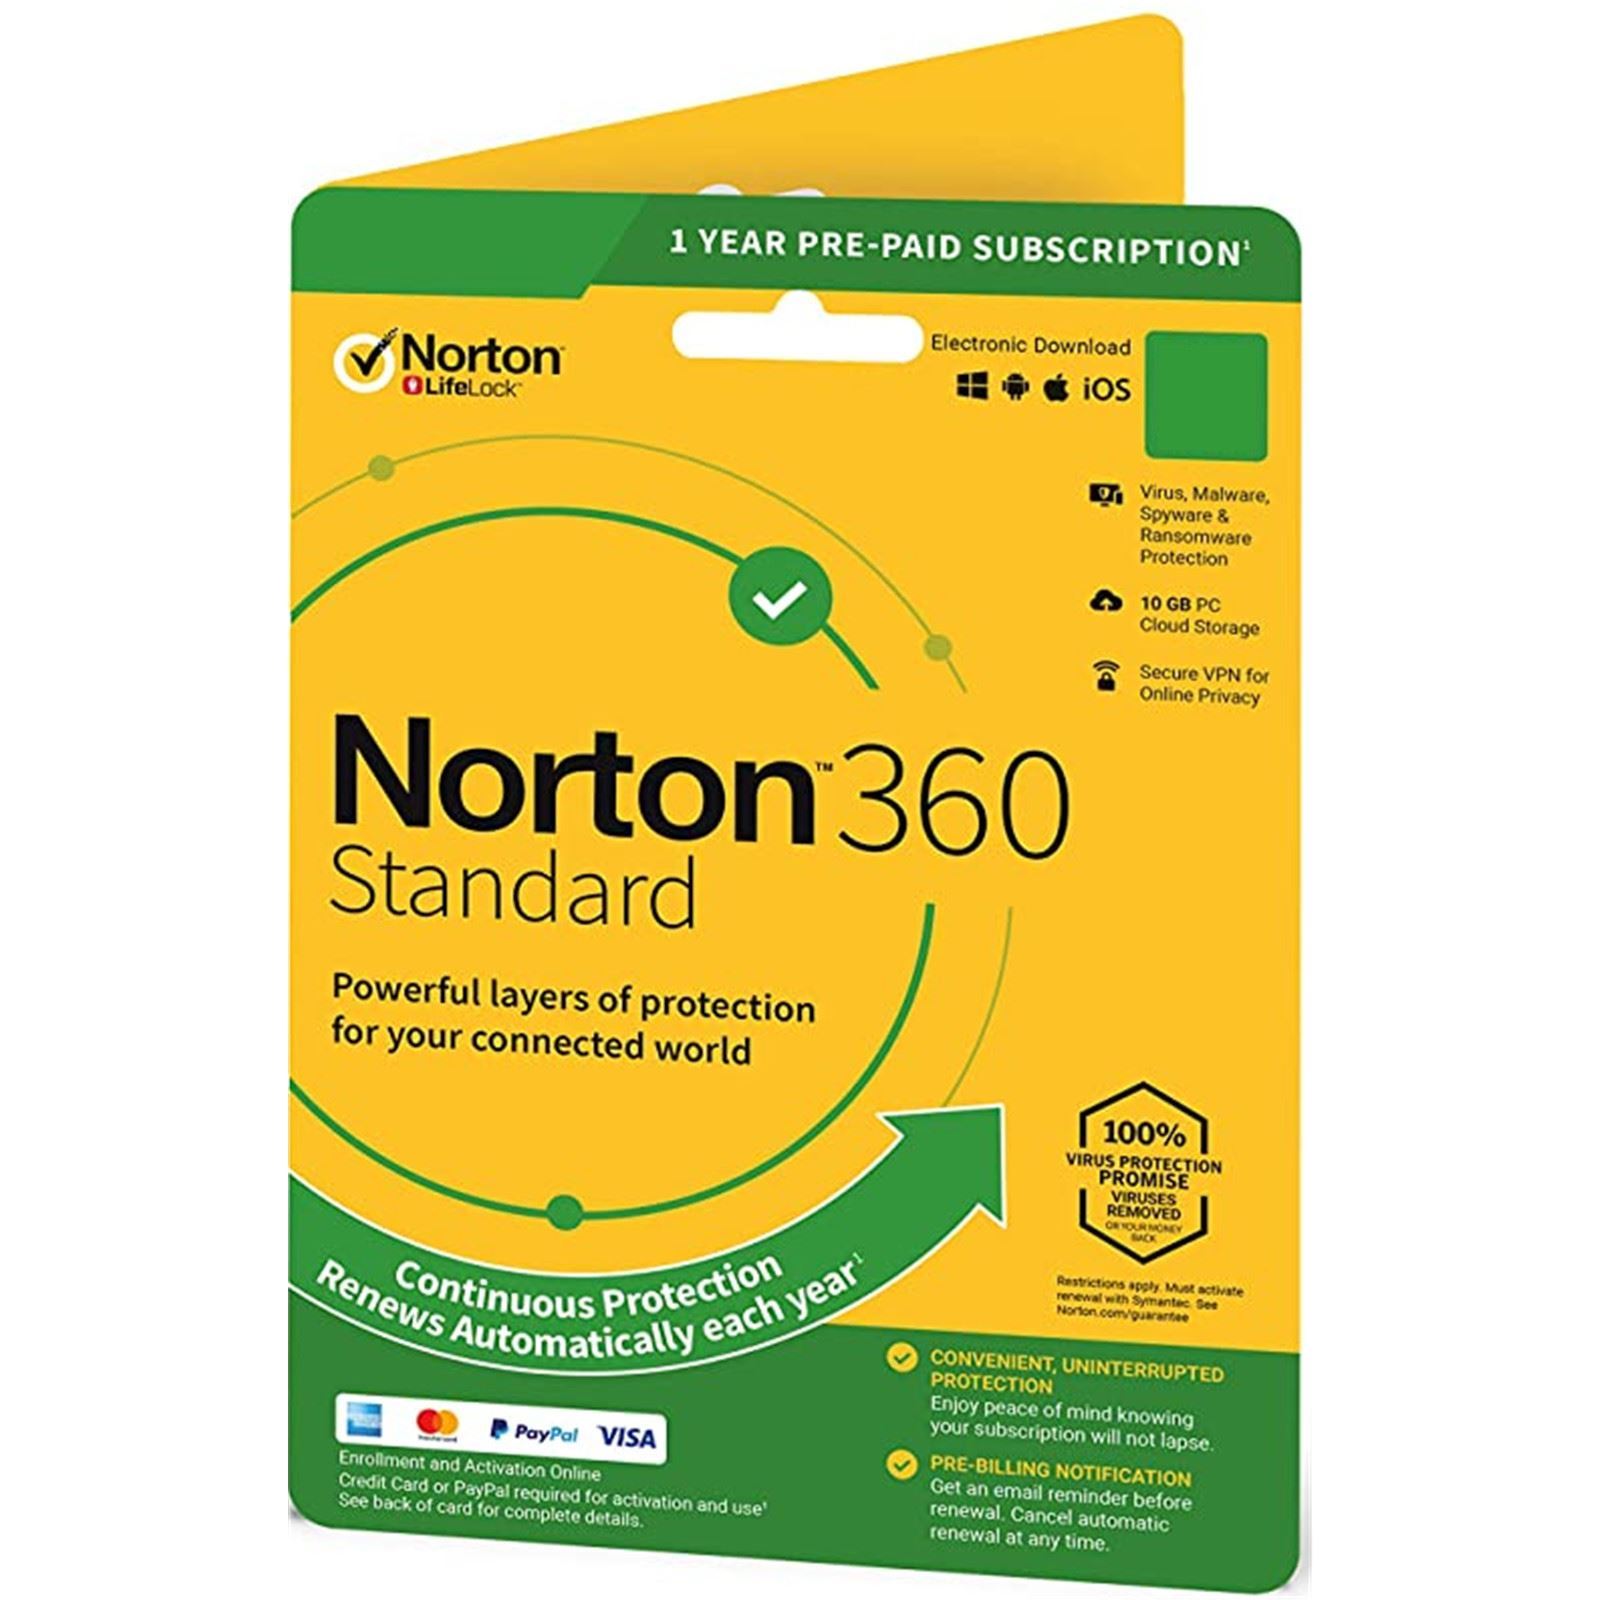 1 YEAR PRE-PAID SUBSCRIPTION¹
Norton™
LifeLock™
Electronic Download
iOS
Virus, Malware,
Spyware &
Ransomware
Protection
10 GB PC
Cloud Storage
Secure VPN for
Online Privacy
Norton™ 360
Standard
Powerful layers of protection
for your connected world
100%
VIRUS PROTECTION
PROMISE
VIRUSES
REMOVED
OR YOUR MONEY
BACK
Restrictions apply. Must activate
renewal with Symantec. See
Norton.com/guarantee
Continuous Protection
Renews Automatically each year¹
CONVENIENT, UNINTERRUPTED
PROTECTION
Enjoy peace of mind knowing
your subscription will not lapse.
PRE-BILLING NOTIFICATION
Get an email reminder before
renewal. Cancel automatic
renewal at any time.
mastercard
PayPal
VISA
Enrollment and Activation Online
Credit Card or PayPal required for activation and use¹
See back of card for complete details.